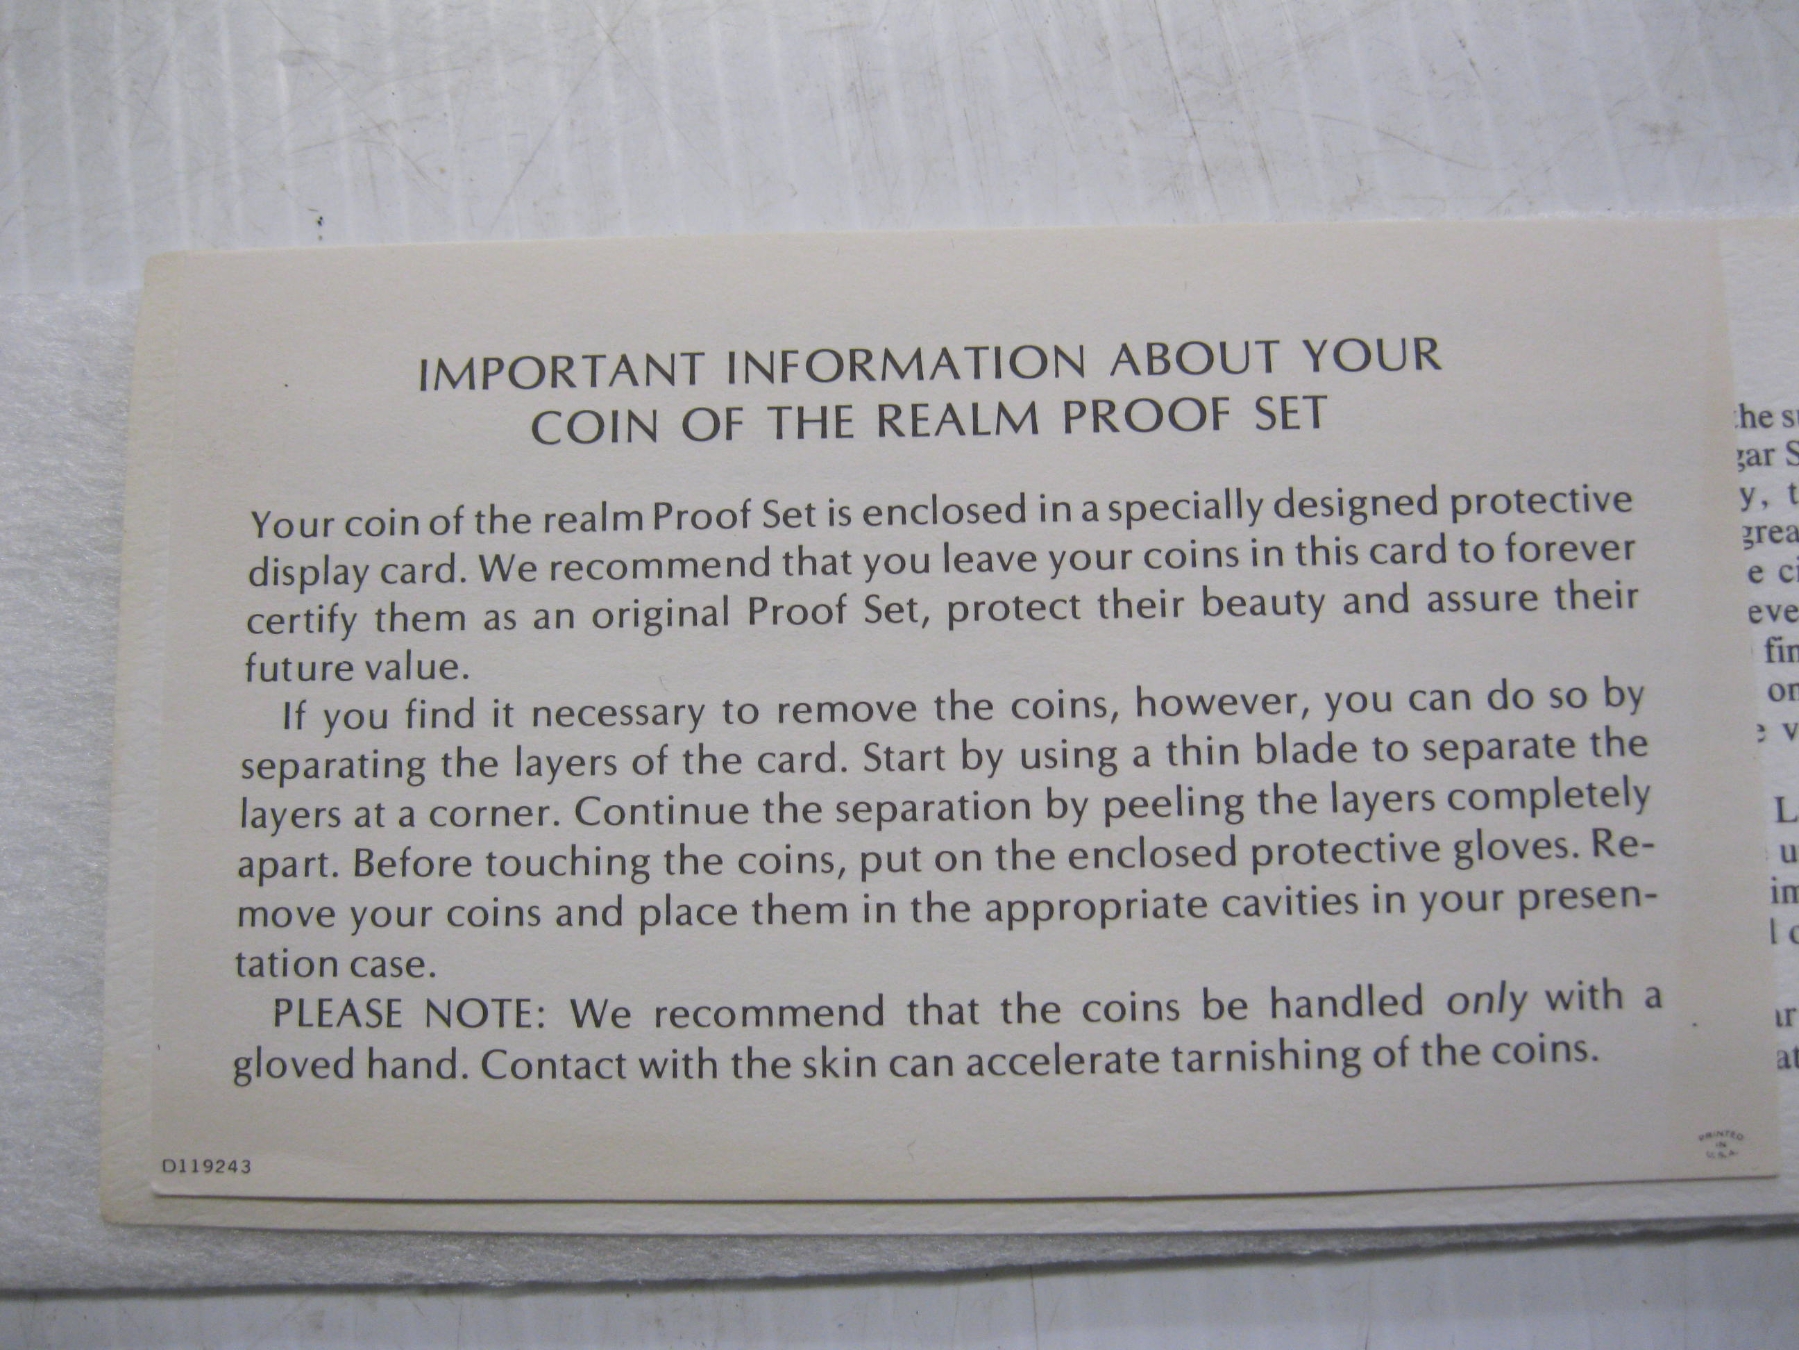 IMPORTANT INFORMATION ABOUT YOUR
COIN OF THE REALM PROOF SET
Your coin of the realm Proof Set is enclosed in a specially designed protective
display card. We recommend that you leave your coins in this card to forever
certify them as an original Proof Set, protect their beauty and assure their
future value.
If you find it necessary to remove the coins, however, you can do so by
separating the layers of the card. Start by using a thin blade to separate the
layers at a corner. Continue the separation by peeling the layers completely
apart. Before touching the coins, put on the enclosed protective gloves. Re-
move your coins and place them in the appropriate cavities in your presen-
tation case.
PLEASE NOTE: We recommend that the coins be handled only with a
gloved hand. Contact with the skin can accelerate tarnishing of the coins.
D119243
PRINTED
IN
U.S.A.